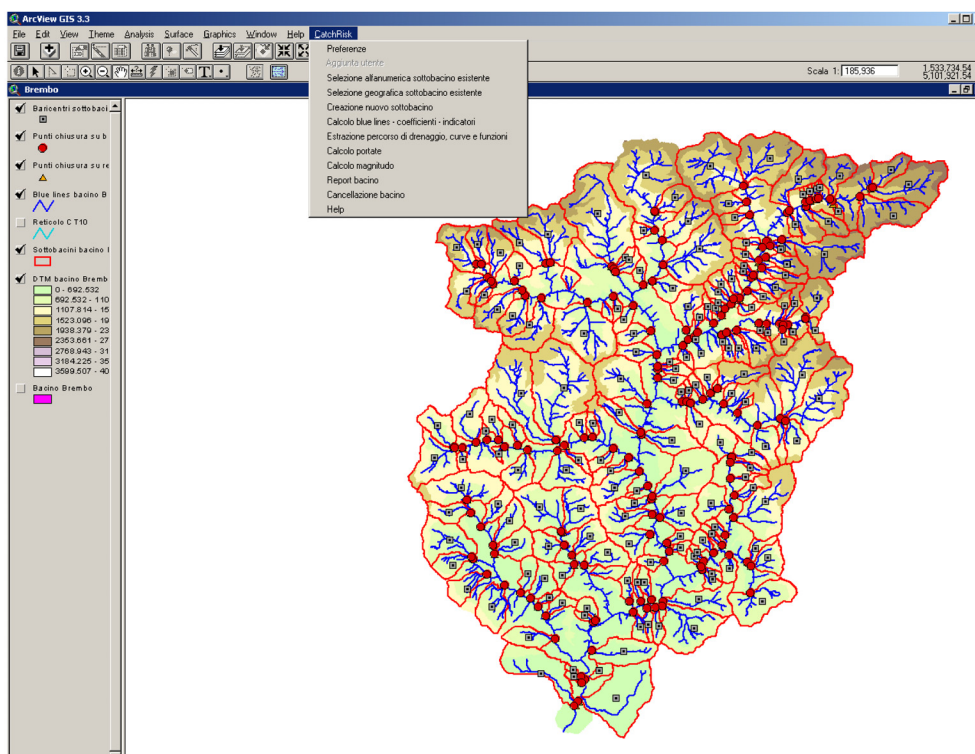 ArcView GIS 3.3
File Edit View Theme Analysis Surface Graphics Window Help CatchRisk
Preferenze
Aggiunta utente
Selezione alfanumerica sottobacino esistente
Selezione geografica sottobacino esistente
Creazione nuovo sottobacino
Calcolo blue lines - coefficienti - indicatori
Estrazione percorso di drenaggio, curve e funzioni
Calcolo portate
Calcolo magnitudo
Report bacino
Cancellazione bacino
Help
Scala 1: 185,936
1,533,734.54
5,101,921.54
Brembo
Baricentri sottobaci
Punti chiusura su b
Punti chiusura su re
Blue lines bacino B
Reticolo CT10
Sottobacini bacino
DTM bacino Bremb
0 - 692.532
692.532 - 110
1107.814 - 15
1523.096 - 19
1938.379 - 23
2353.661 - 27
2768.943 - 31
3184.225 - 35
3599.507 - 40
Bacino Brembo